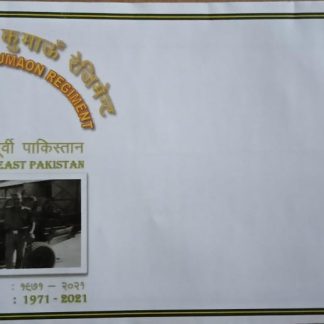 कुमाऊँ रेजिमेन्ट
UMAON REGIMENT
पूर्वी पाकिस्तान
EAST PAKISTAN
: १९७१ – २०२१
: 1971 - 2021